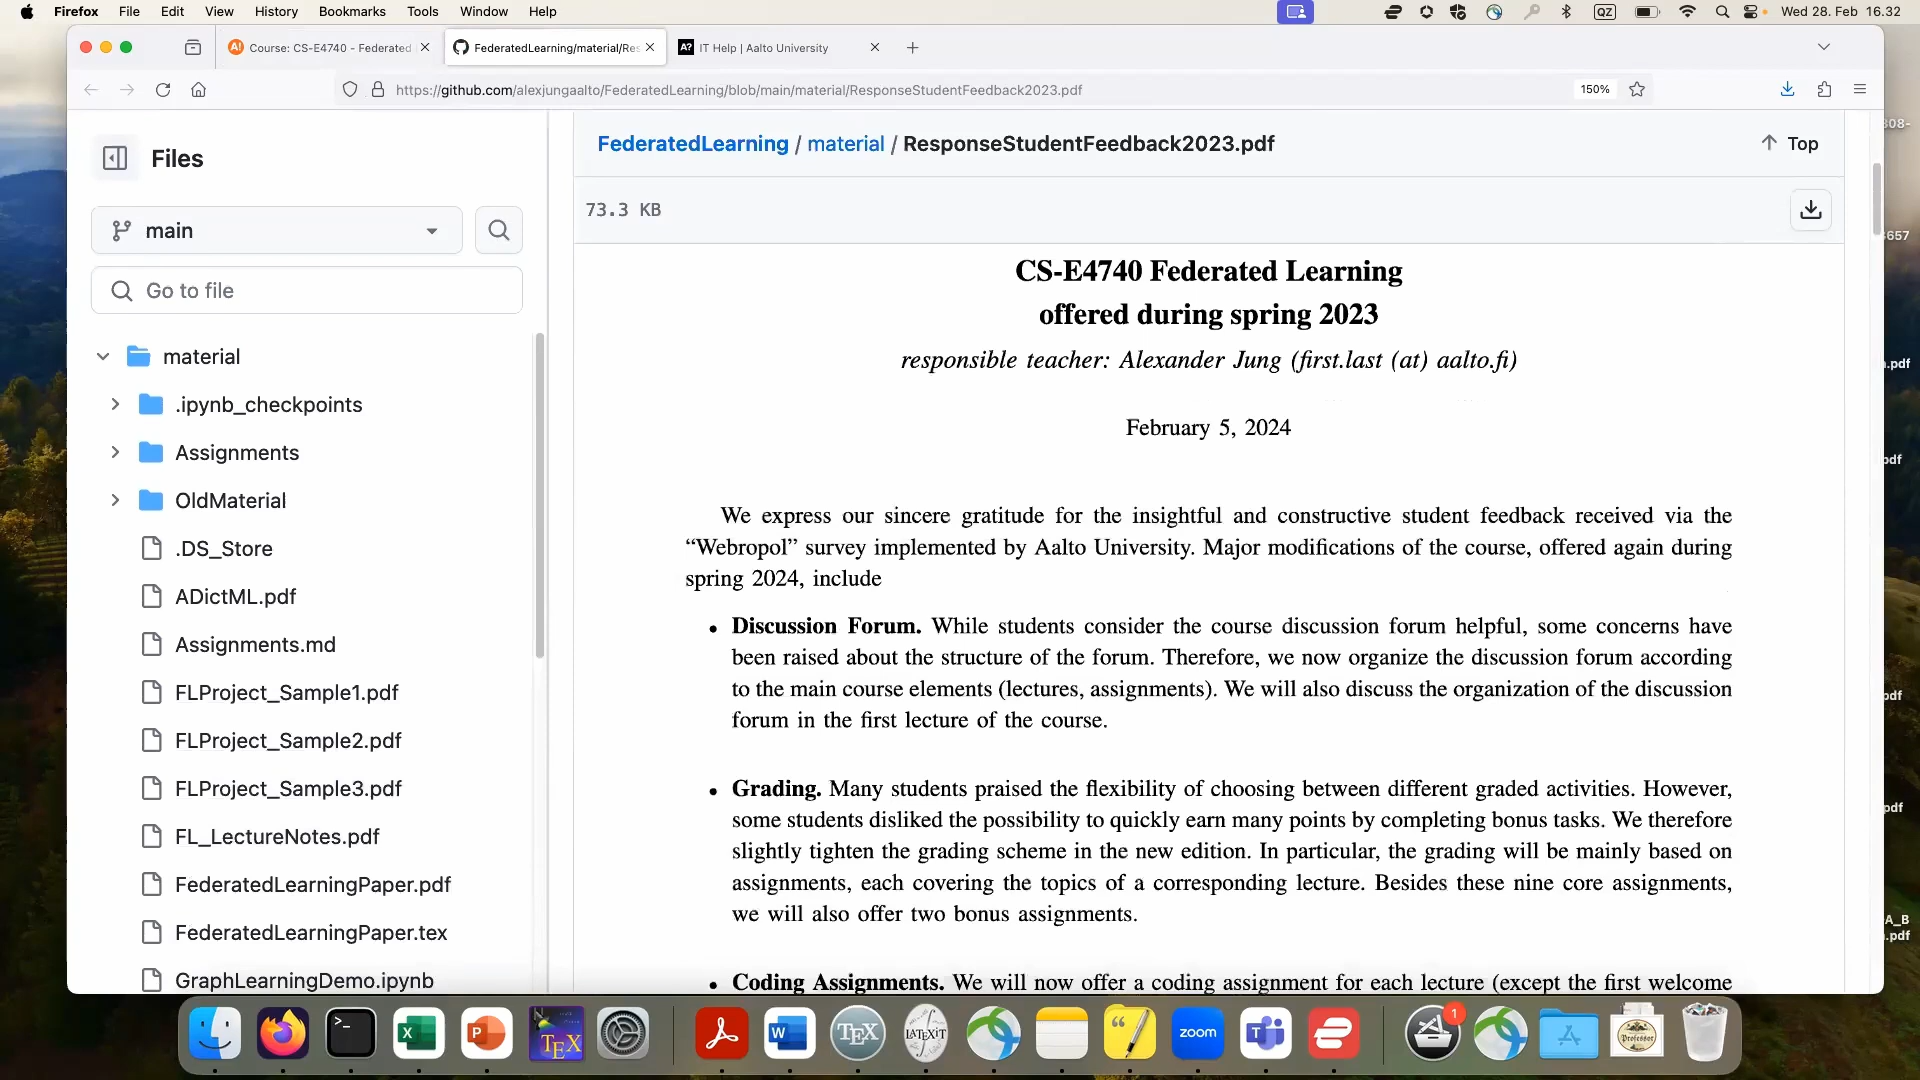 Firefox File Edit View History Bookmarks Tools Window Help QZ Wed 28. Feb 16.32
Course: CS-E4740 - Federated
FederatedLearning/material/Res
A? IT Help | Aalto University
https://github.com/alexjungaalto/FederatedLearning/blob/main/material/ResponseStudentFeedback2023.pdf 150%
Files
main
Go to file
material
.ipynb_checkpoints
Assignments
OldMaterial
.DS_Store
ADictML.pdf
Assignments.md
FLProject_Sample1.pdf
FLProject_Sample2.pdf
FLProject_Sample3.pdf
FL_LectureNotes.pdf
FederatedLearningPaper.pdf
FederatedLearningPaper.tex
GraphLearningDemo.ipynb
FederatedLearning / material / ResponseStudentFeedback2023.pdf Top
73.3 KB
CS-E4740 Federated Learning
offered during spring 2023
responsible teacher: Alexander Jung (first.last (at) aalto.fi)
February 5, 2024
We express our sincere gratitude for the insightful and constructive student feedback received via the
“Webropol” survey implemented by Aalto University. Major modifications of the course, offered again during
spring 2024, include
• Discussion Forum. While students consider the course discussion forum helpful, some concerns have
been raised about the structure of the forum. Therefore, we now organize the discussion forum according
to the main course elements (lectures, assignments). We will also discuss the organization of the discussion
forum in the first lecture of the course.
• Grading. Many students praised the flexibility of choosing between different graded activities. However,
some students disliked the possibility to quickly earn many points by completing bonus tasks. We therefore
slightly tighten the grading scheme in the new edition. In particular, the grading will be mainly based on
assignments, each covering the topics of a corresponding lecture. Besides these nine core assignments,
we will also offer two bonus assignments.
• Coding Assignments. We will now offer a coding assignment for each lecture (except the first welcome
zoom
1